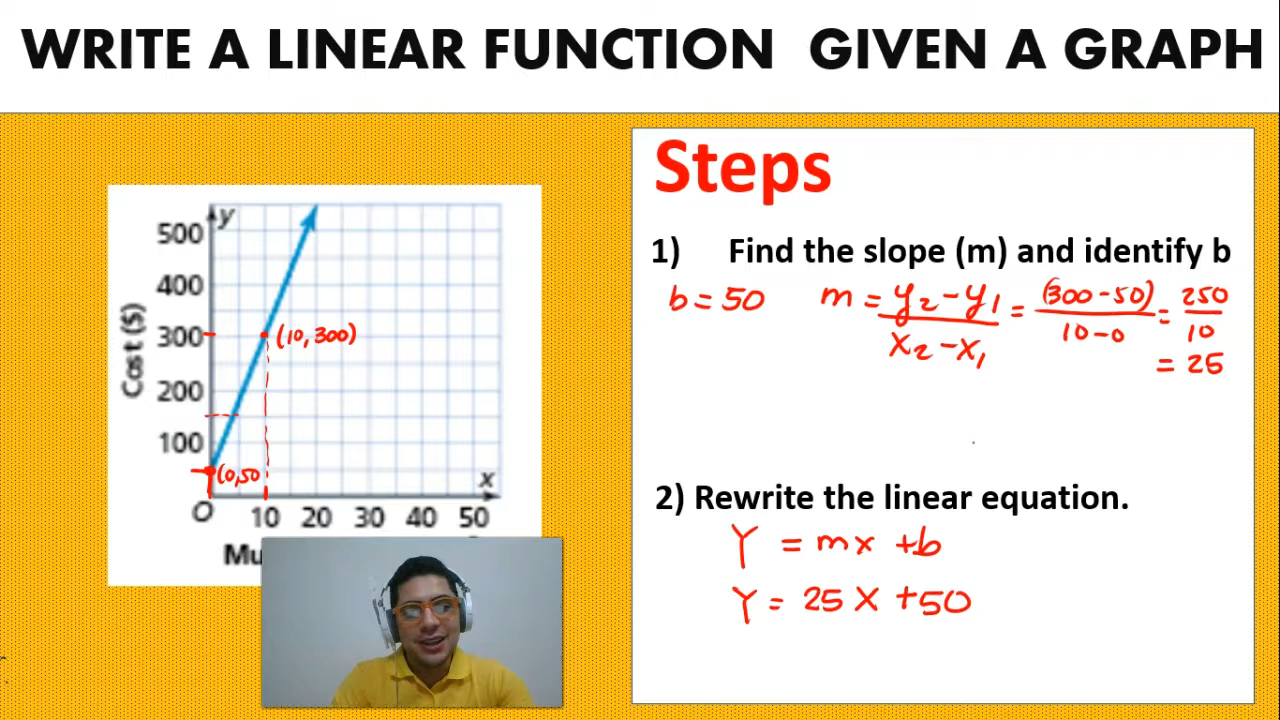 WRITE A LINEAR FUNCTION GIVEN A GRAPH
y
500
400
300
200
100
Cost ($)
(10, 300)
(0,50
x
O 10 20 30 40 50
Mu
Steps
1) Find the slope (m) and identify b
b = 50 m = y₂ - y₁ / x₂ - x₁ = (300 - 50) / 10 - 0 = 250 / 10
= 25
2) Rewrite the linear equation.
Y = mx + b
Y = 25 X + 50